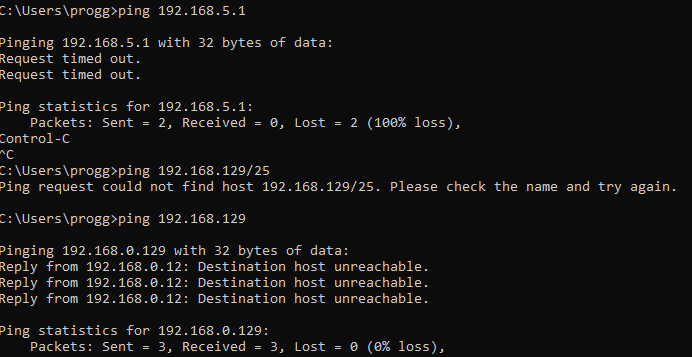 C:\Users\progg>ping 192.168.5.1
Pinging 192.168.5.1 with 32 bytes of data:
Request timed out.
Request timed out.
Ping statistics for 192.168.5.1:
    Packets: Sent = 2, Received = 0, Lost = 2 (100% loss),
Control-C
^C
C:\Users\progg>ping 192.168.129/25
Ping request could not find host 192.168.129/25. Please check the name and try again.
C:\Users\progg>ping 192.168.129
Pinging 192.168.0.129 with 32 bytes of data:
Reply from 192.168.0.12: Destination host unreachable.
Reply from 192.168.0.12: Destination host unreachable.
Reply from 192.168.0.12: Destination host unreachable.
Ping statistics for 192.168.0.129:
    Packets: Sent = 3, Received = 3, Lost = 0 (0% loss),